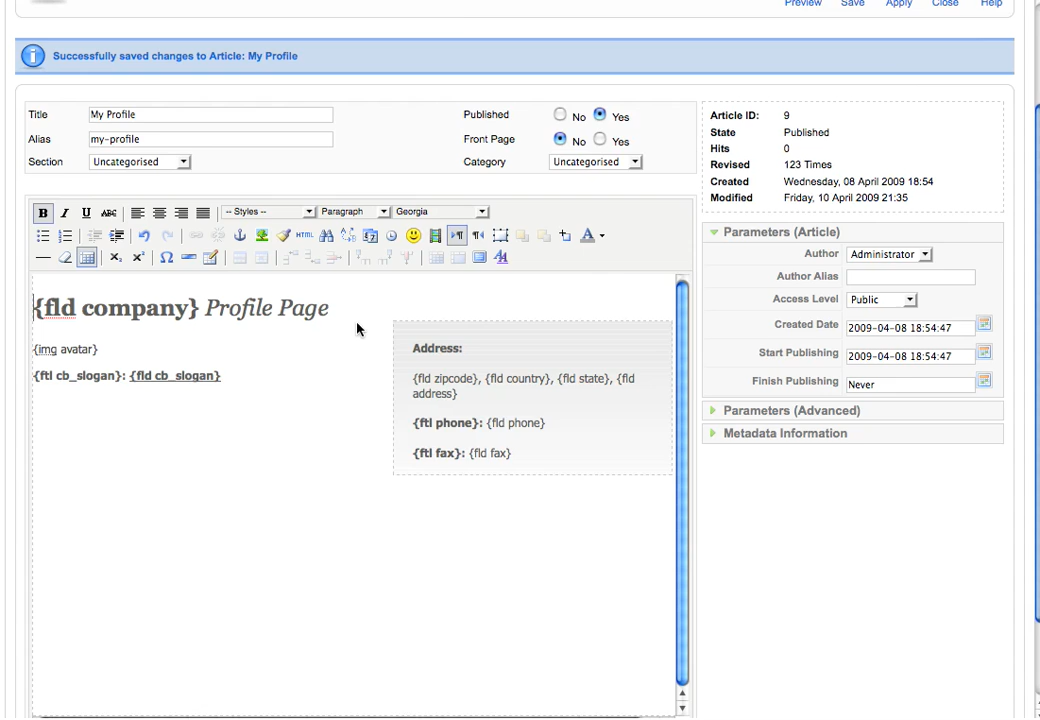 Preview Save Apply Close Help
Successfully saved changes to Article: My Profile
Title My Profile
Alias my-profile
Section Uncategorised
Published No Yes
Front Page No Yes
Category Uncategorised
Article ID: 9
State Published
Hits 0
Revised 123 Times
Created Wednesday, 08 April 2009 18:54
Modified Friday, 10 April 2009 21:35
B I U ABC -- Styles -- Paragraph Georgia
HTML
{fld company} Profile Page
{img avatar}
{ftl cb_slogan}: {fld cb_slogan}
Address:
{fld zipcode}, {fld country}, {fld state}, {fld
address}
{ftl phone}: {fld phone}
{ftl fax}: {fld fax}
Parameters (Article)
Author Administrator
Author Alias
Access Level Public
Created Date 2009-04-08 18:54:47
Start Publishing 2009-04-08 18:54:47
Finish Publishing Never
Parameters (Advanced)
Metadata Information